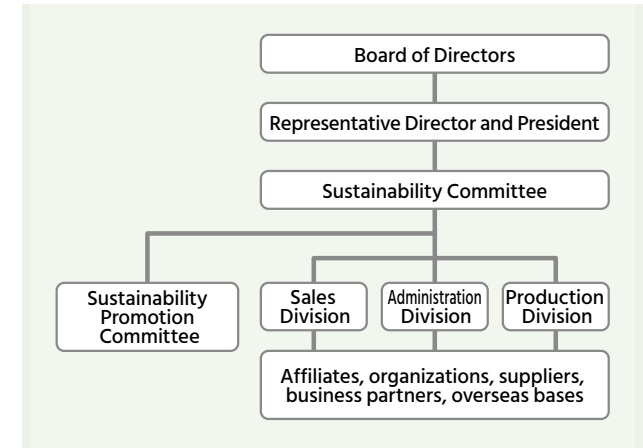 Board of Directors
Representative Director and President
Sustainability Committee
Sustainability
Promotion
Committee
Sales
Division
Administration
Division
Production
Division
Affiliates, organizations, suppliers,
business partners, overseas bases